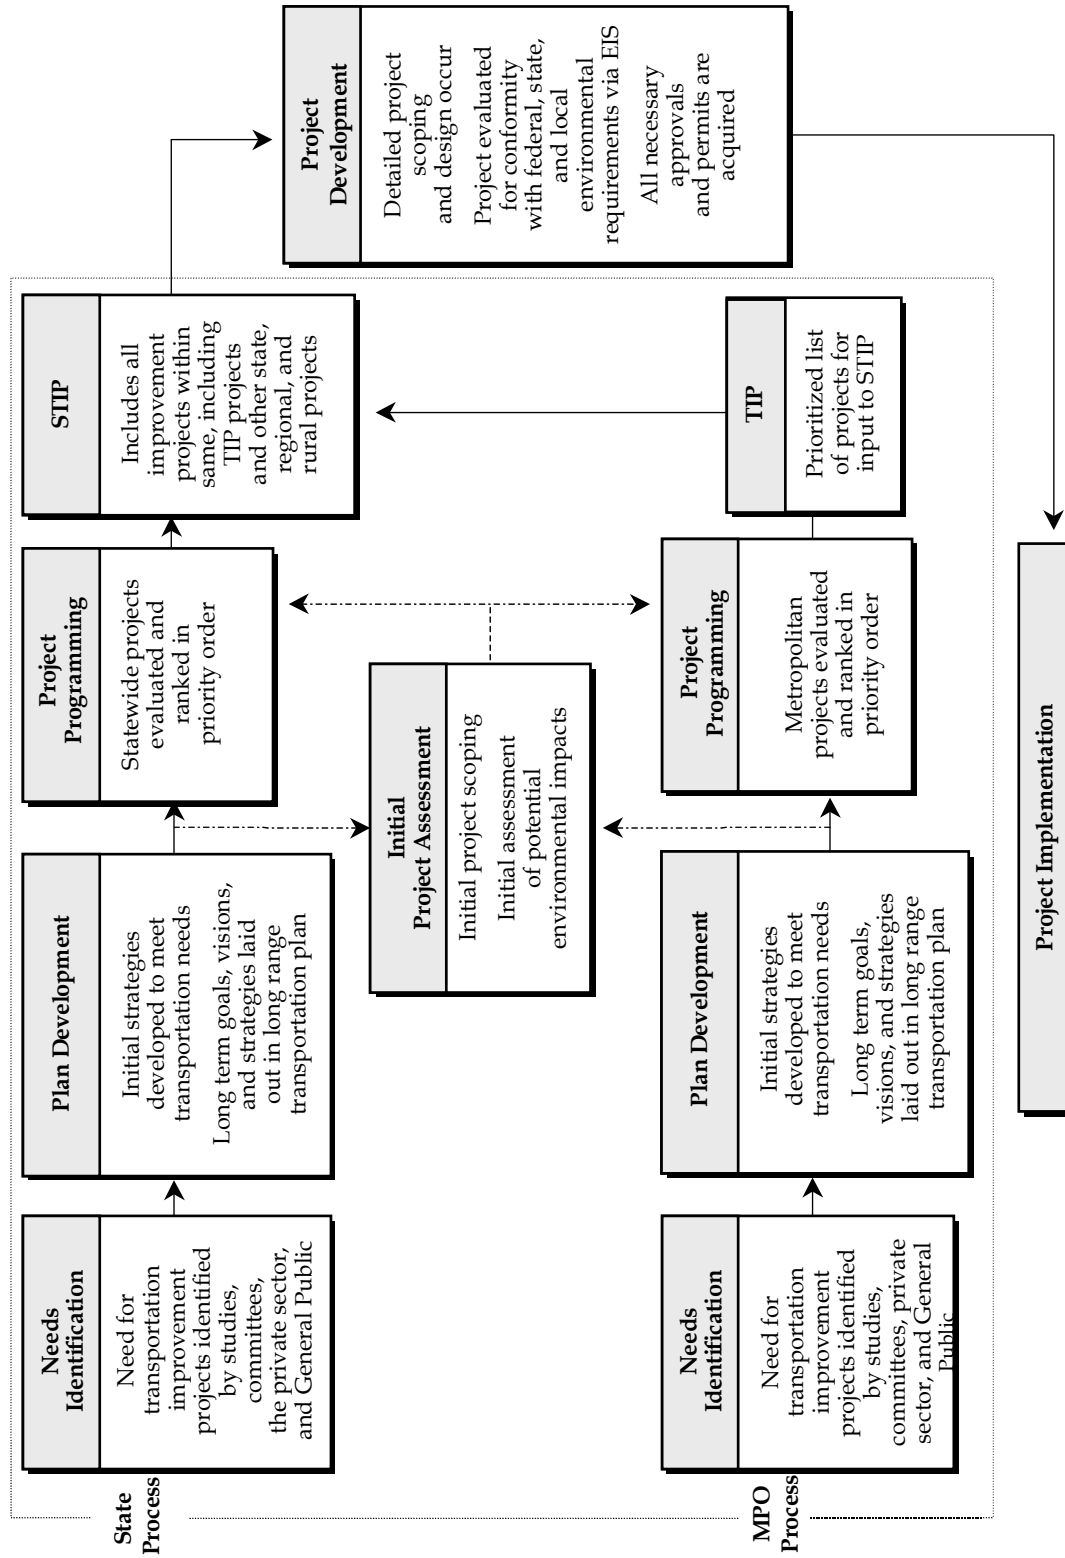 State
Process
Needs
Identification
Need for
transportation
improvement
projects identified
by studies,
committees,
the private sector,
and General Public
Plan Development
Initial strategies
developed to meet
transportation needs
Long term goals, visions,
and strategies laid
out in long range
transportation plan
Project
Programming
Statewide projects
evaluated and
ranked in
priority order
STIP
Includes all
improvement
projects within
same, including
TIP projects
and other state,
regional, and
rural projects
Initial
Project Assessment
Initial project scoping
Initial assessment
of potential
environmental impacts
MPO
Process
Needs
Identification
Need for
transportation
improvement
projects identified
by studies,
committees, private
sector, and General
Public
Plan Development
Initial strategies
developed to meet
transportation needs
Long term goals,
visions, and strategies
laid out in long range
transportation plan
Project
Programming
Metropolitan
projects evaluated
and ranked in
priority order
TIP
Prioritized list
of projects for
input to STIP
Project
Development
Detailed project
scoping
and design occur
Project evaluated
for conformity
with federal, state,
and local
environmental
requirements via EIS
All necessary
approvals
and permits are
acquired
Project Implementation